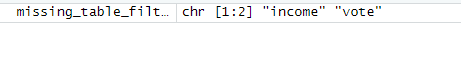 missing_table_filt… chr [1:2] "income" "vote"